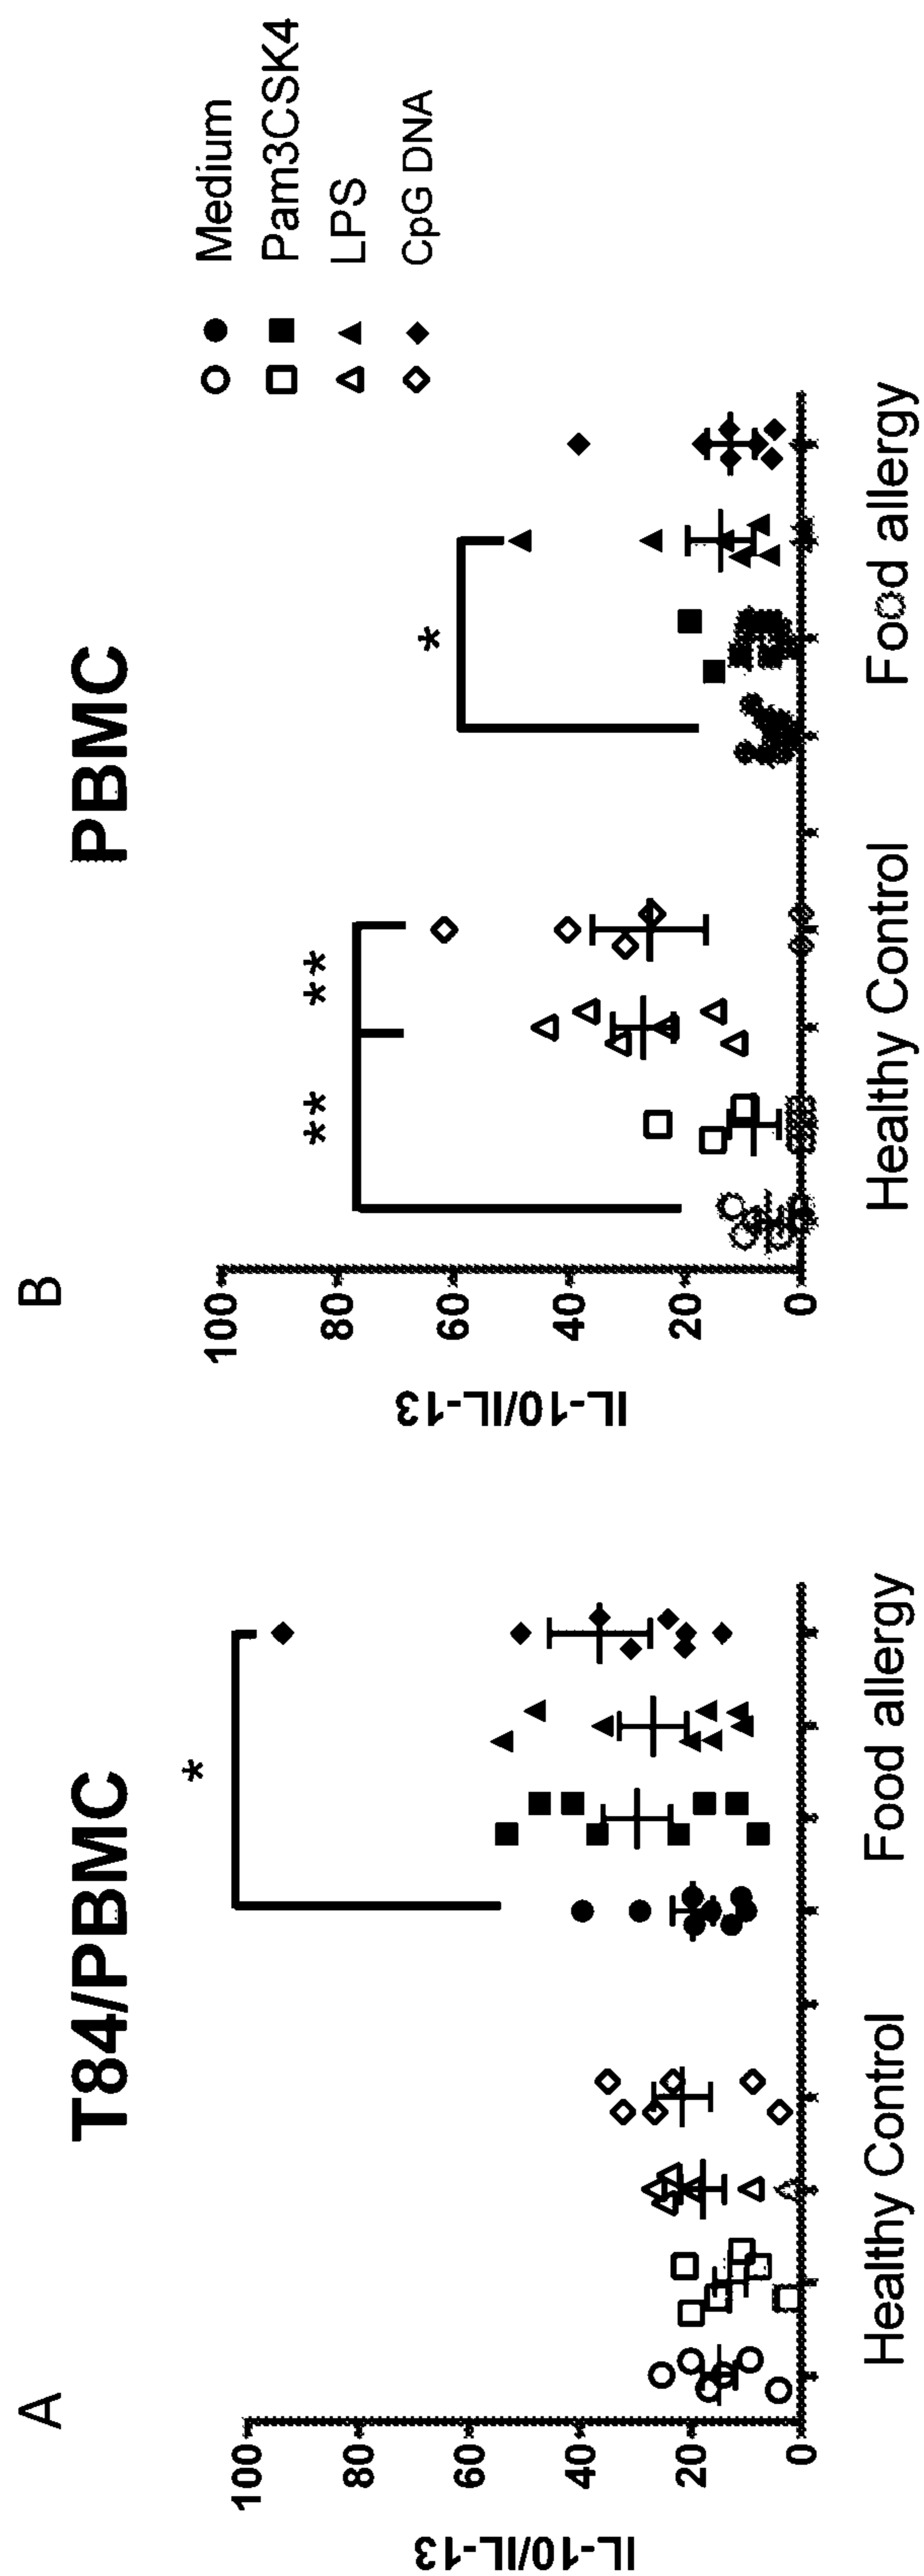 A
T84/PBMC
*
IL-10/IL-13
100
80
60
40
20
0
Healthy Control
Food allergy
B
PBMC
**
**
*
IL-10/IL-13
100
80
60
40
20
0
Healthy Control
Food allergy
Medium
Pam3CSK4
LPS
CpG DNA